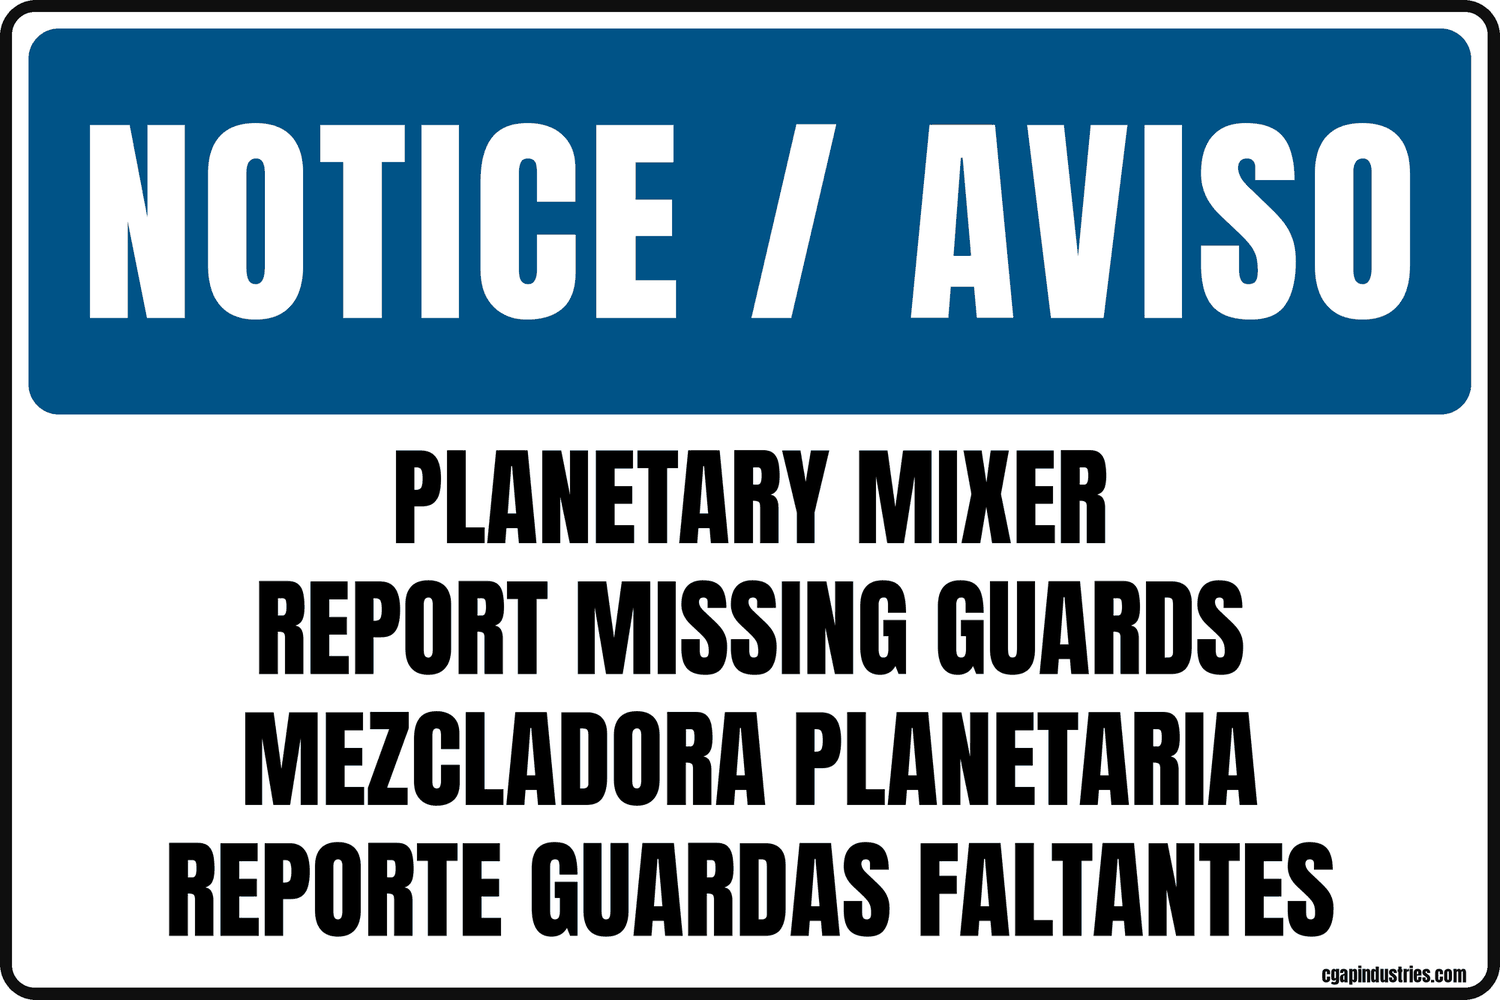 NOTICE / AVISO
PLANETARY MIXER
REPORT MISSING GUARDS
MEZCLADORA PLANETARIA
REPORTE GUARDAS FALTANTES
cgapindustries.com